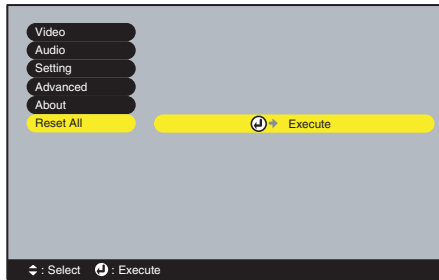 Video
Audio
Setting
Advanced
About
Reset All Execute
: Select : Execute